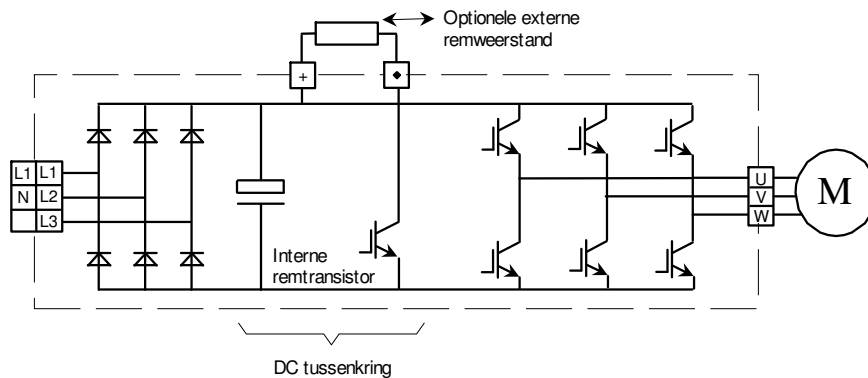 Optionele externe
remweerstand
+
L1 L1
N L2
L3
Interne
remtransistor
U
V
W
M
DC tussenkring